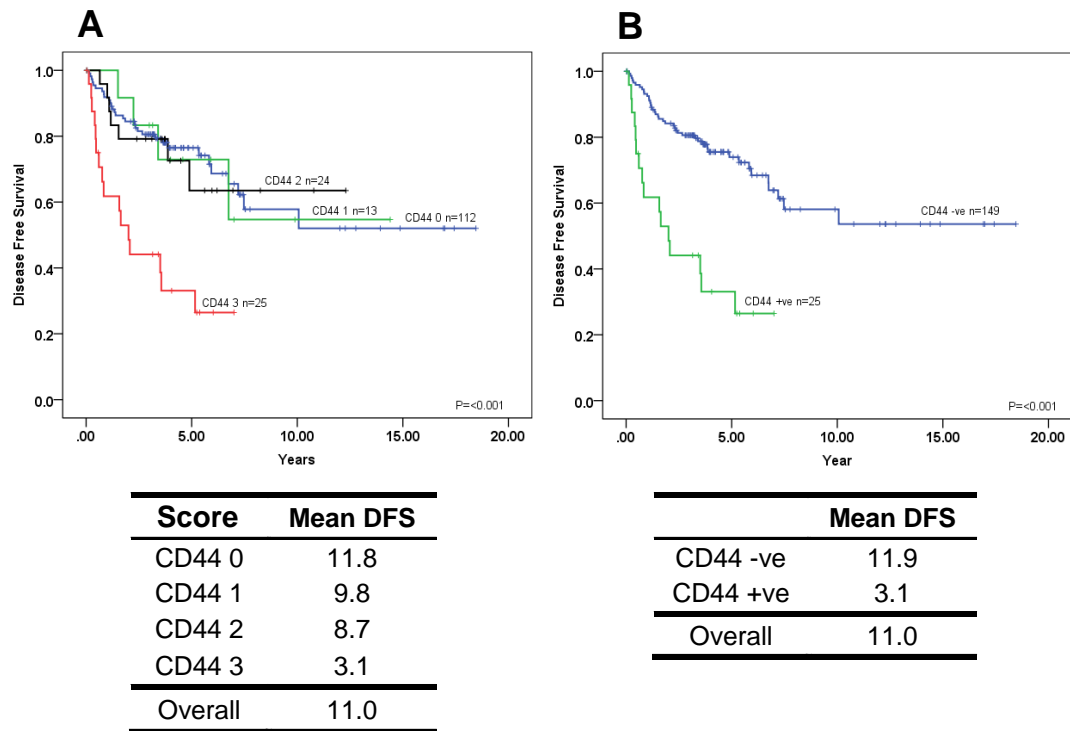 A
1.0
0.8
0.6
0.4
0.2
0.0
Disease Free Survival
CD44 2 n=24
CD44 1 n=13
CD44 0 n=112
CD44 3 n=25
P=<0.001
.00 5.00 10.00 15.00 20.00
Years
Score Mean DFS
CD44 0 11.8
CD44 1 9.8
CD44 2 8.7
CD44 3 3.1
Overall 11.0
B
1.0
0.8
0.6
0.4
0.2
0.0
Disease Free Survival
CD44 -ve n=149
CD44 +ve n=25
P=<0.001
.00 5.00 10.00 15.00 20.00
Year
Mean DFS
CD44 -ve 11.9
CD44 +ve 3.1
Overall 11.0